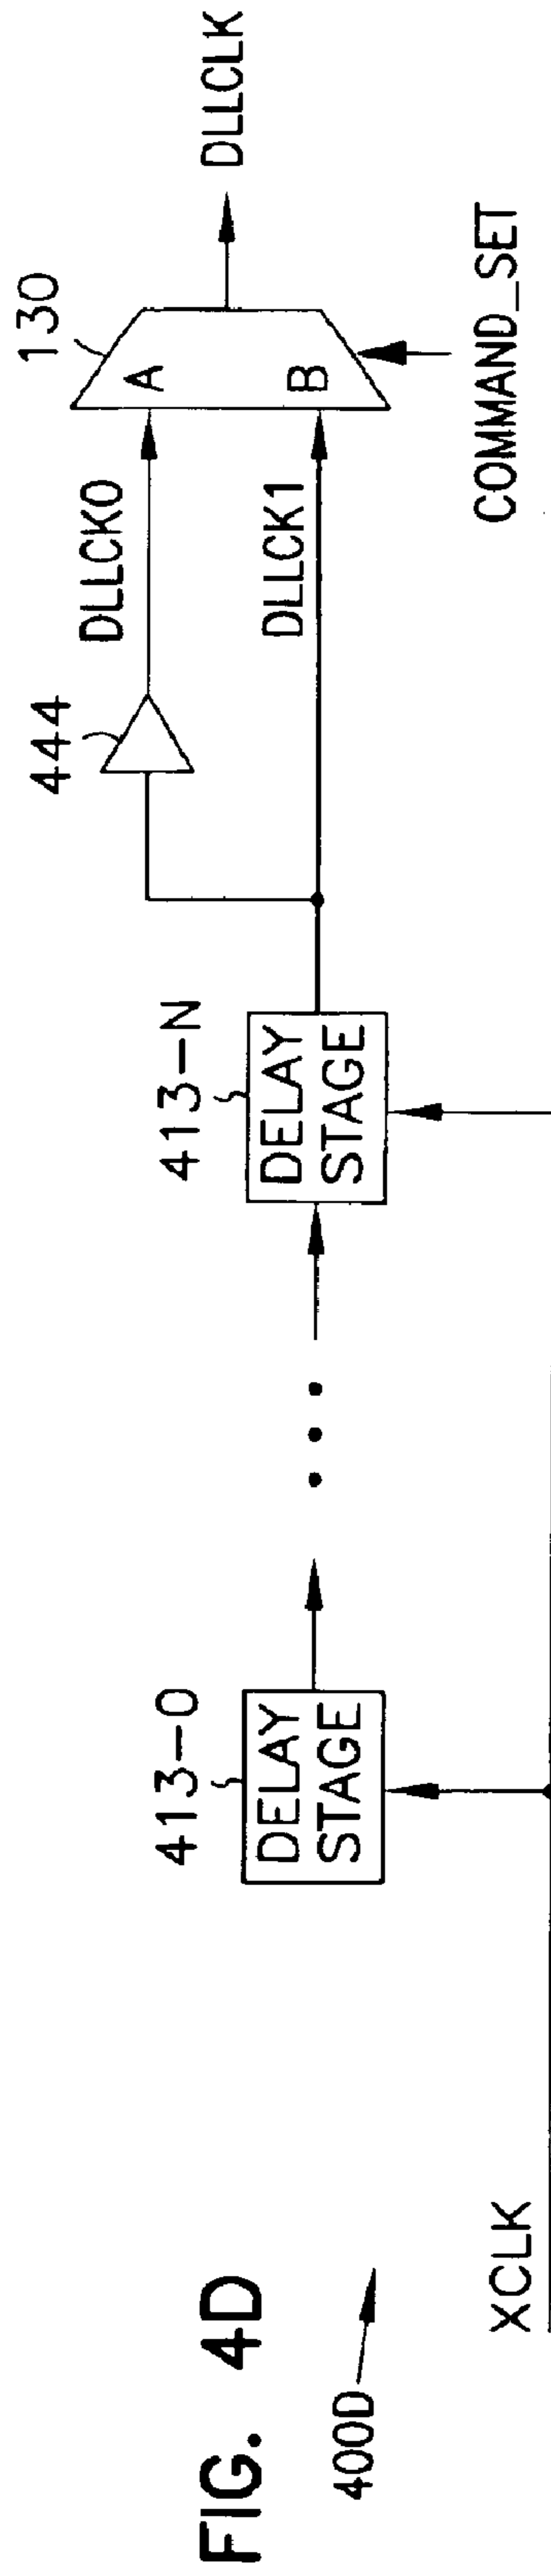 FIG. 4D
400D
XCLK
413-0
DELAY
STAGE
413-N
DELAY
STAGE
444
DLLCK0
DLLCK1
130
A
B
DLLCLK
COMMAND_SET